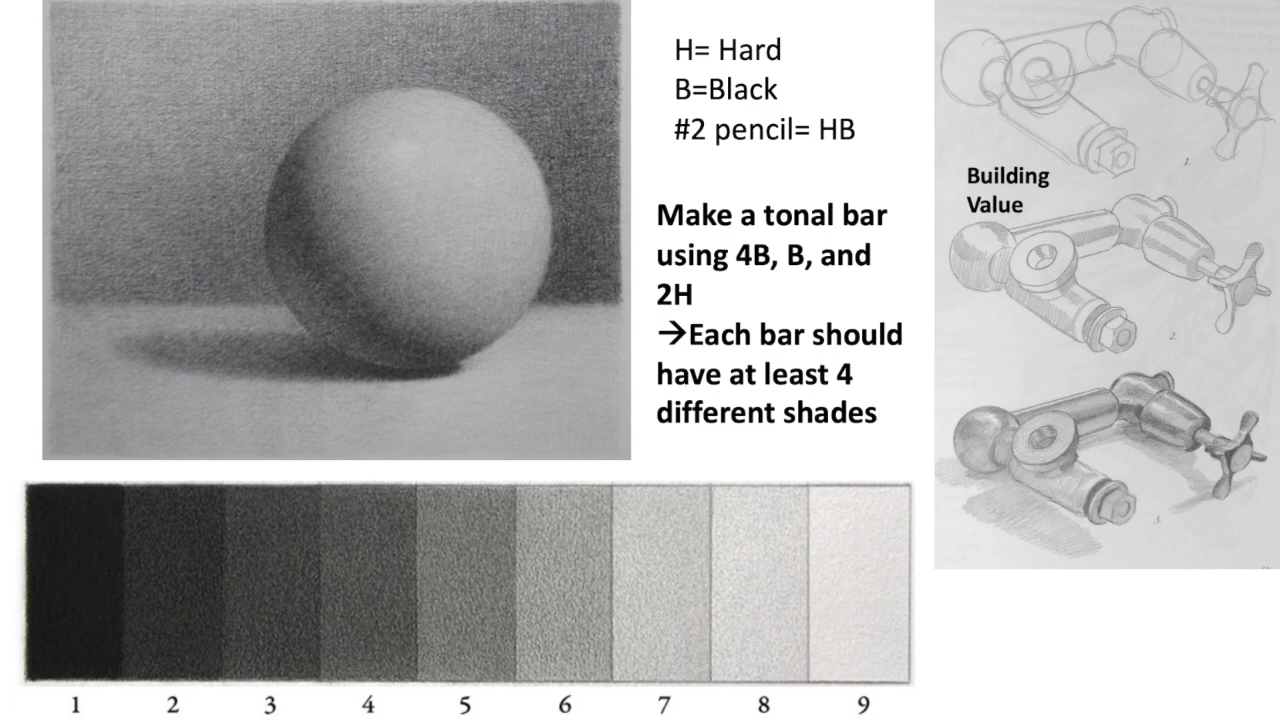 H= Hard
B=Black
#2 pencil= HB
Make a tonal bar
using 4B, B, and
2H
→Each bar should
have at least 4
different shades
1.
Building
Value
2.
3.
1 2 3 4 5 6 7 8 9